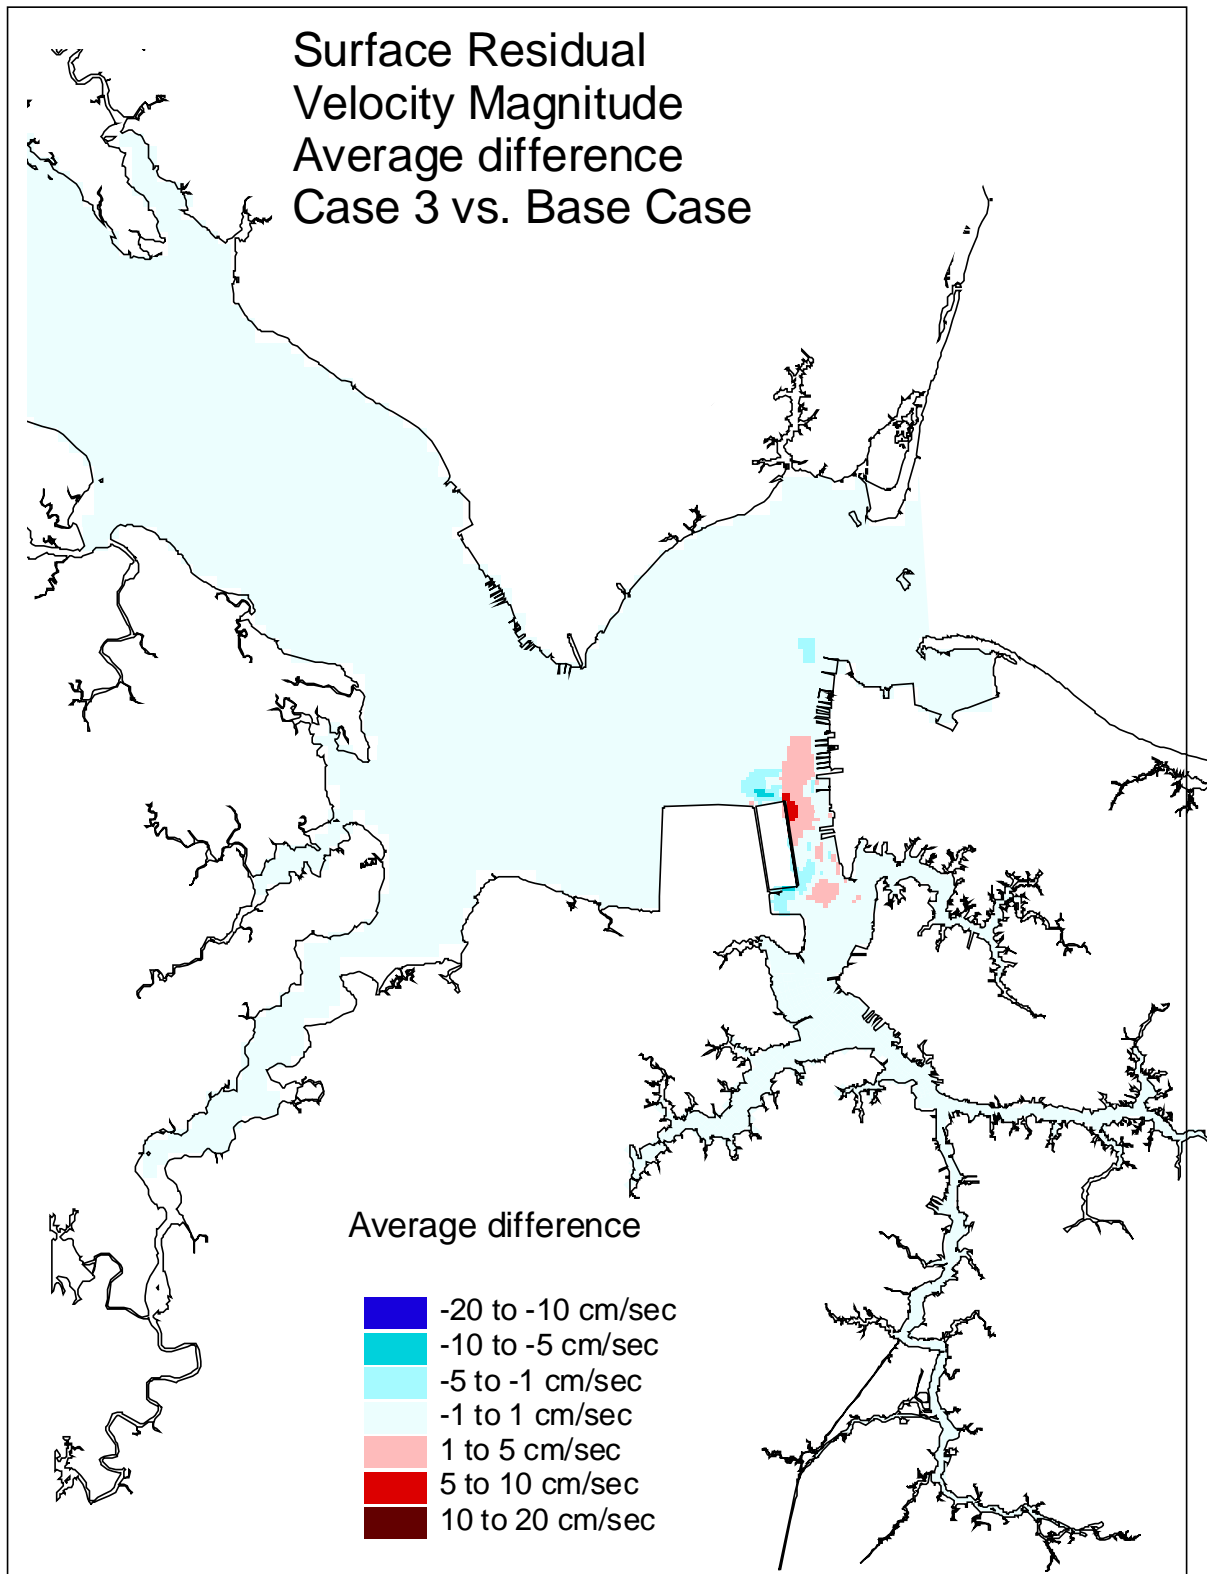 Surface Residual
Velocity Magnitude
Average difference
Case 3 vs. Base Case
Average difference
-20 to -10 cm/sec
-10 to -5 cm/sec
-5 to -1 cm/sec
-1 to 1 cm/sec
1 to 5 cm/sec
5 to 10 cm/sec
10 to 20 cm/sec